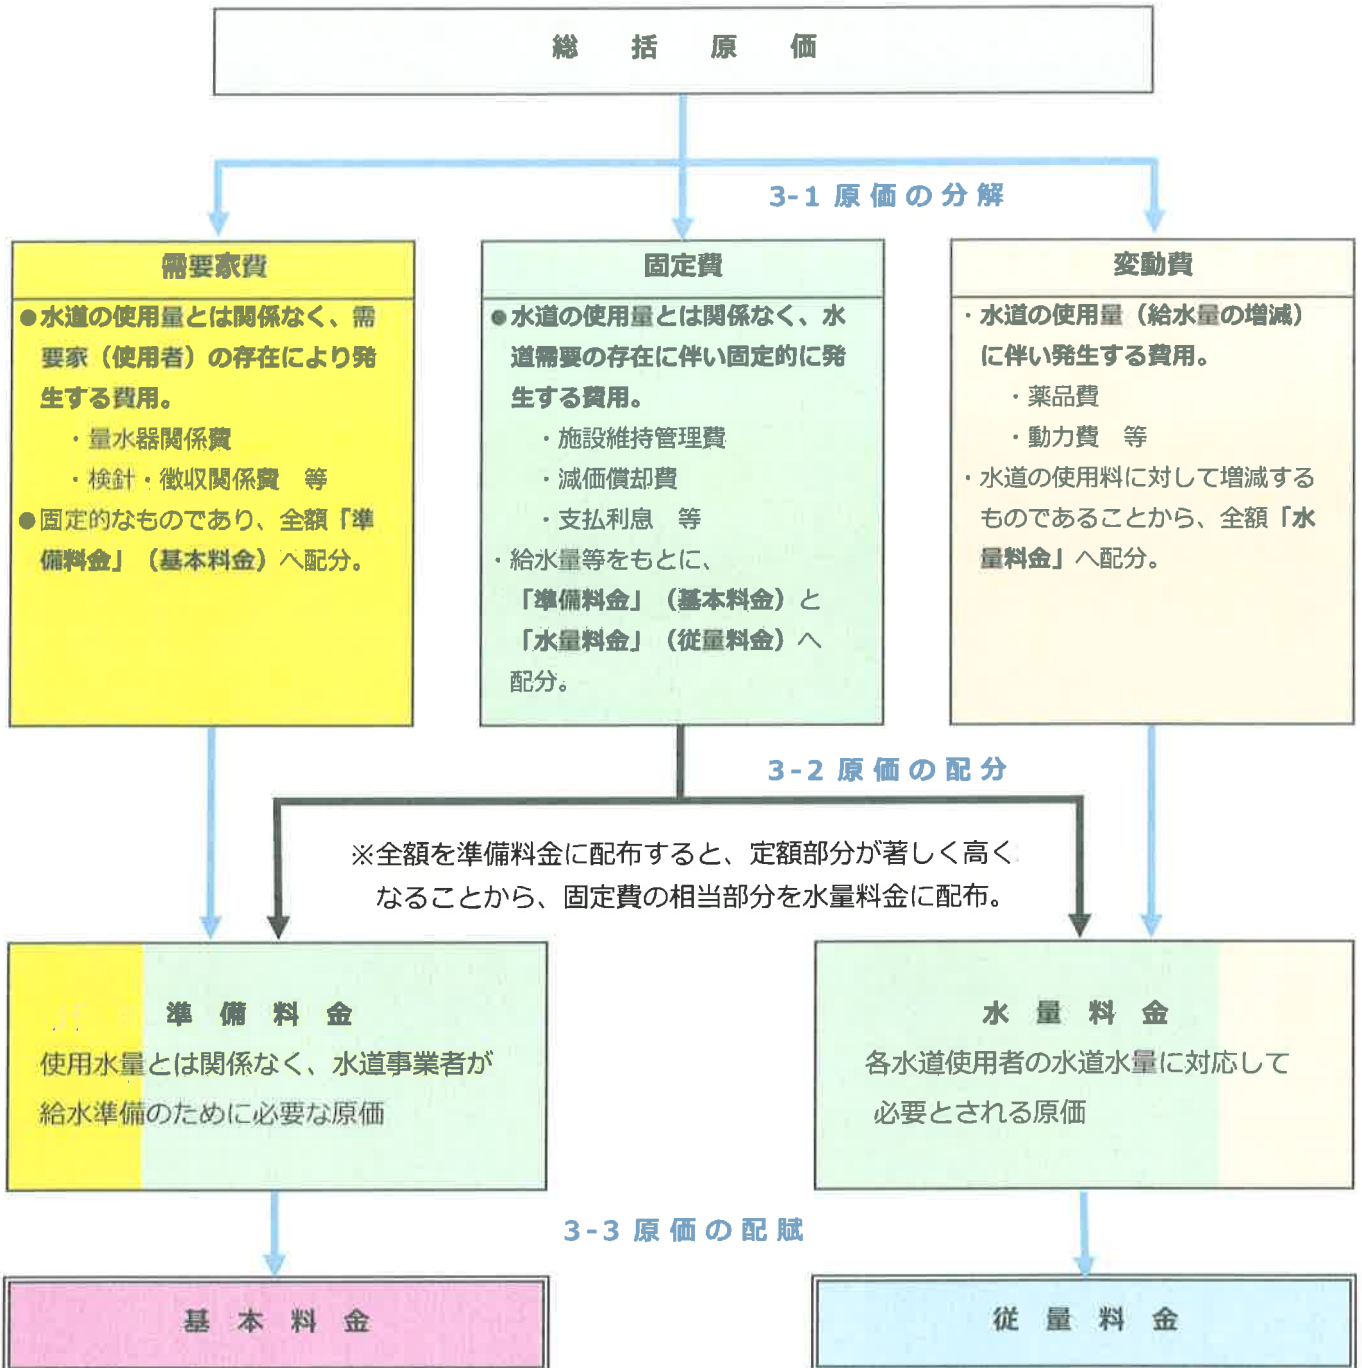 総括原価
3-1 原価の分解
需要家費
●水道の使用量とは関係なく、需
要家（使用者）の存在により発
生する費用。
・量水器関係費
・検針・徴収関係費　等
●固定的なものであり、全額「準
備料金」（基本料金）へ配分。
固定費
●水道の使用量とは関係なく、水
道需要の存在に伴い固定的に発
生する費用。
・施設維持管理費
・減価償却費
・支払利息　等
・給水量等をもとに、
「準備料金」（基本料金）と
「水量料金」（従量料金）へ
配分。
変動費
・水道の使用量（給水量の増減）
に伴い発生する費用。
・薬品費
・動力費　等
・水道の使用料に対して増減する
ものであることから、全額「水
量料金」へ配分。
3-2 原価の配分
※全額を準備料金に配布すると、定額部分が著しく高く
なることから、固定費の相当部分を水量料金に配布。
準備料金
使用水量とは関係なく、水道事業者が
給水準備のために必要な原価
水量料金
各水道使用者の水道水量に対応して
必要とされる原価
3-3 原価の配賦
基本料金
従量料金